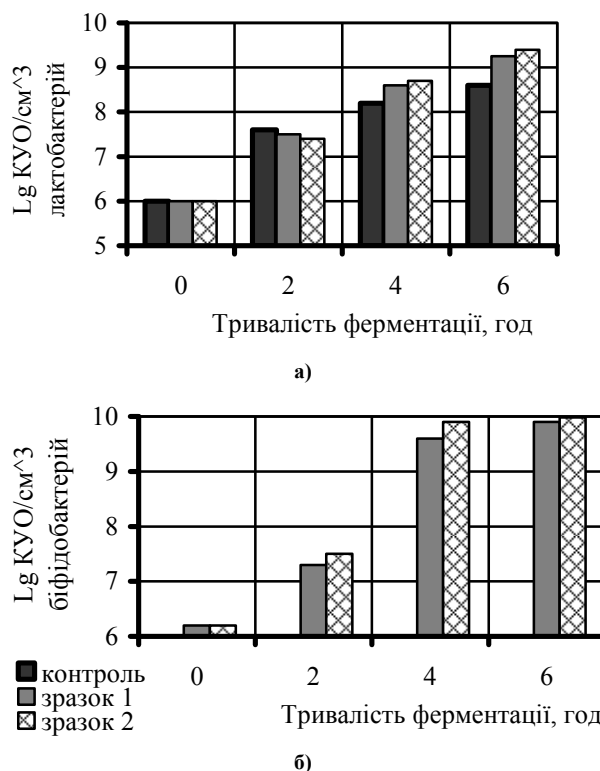 10
9
8
7
6
5
Lg КУО/см^3
лактобактерій
0 2 4 6
Тривалість ферментації, год
а)
10
9
8
7
6
Lg КУО/см^3
біфідобактерій
0 2 4 6
контроль
зразок 1
зразок 2
Тривалість ферментації, год
б)